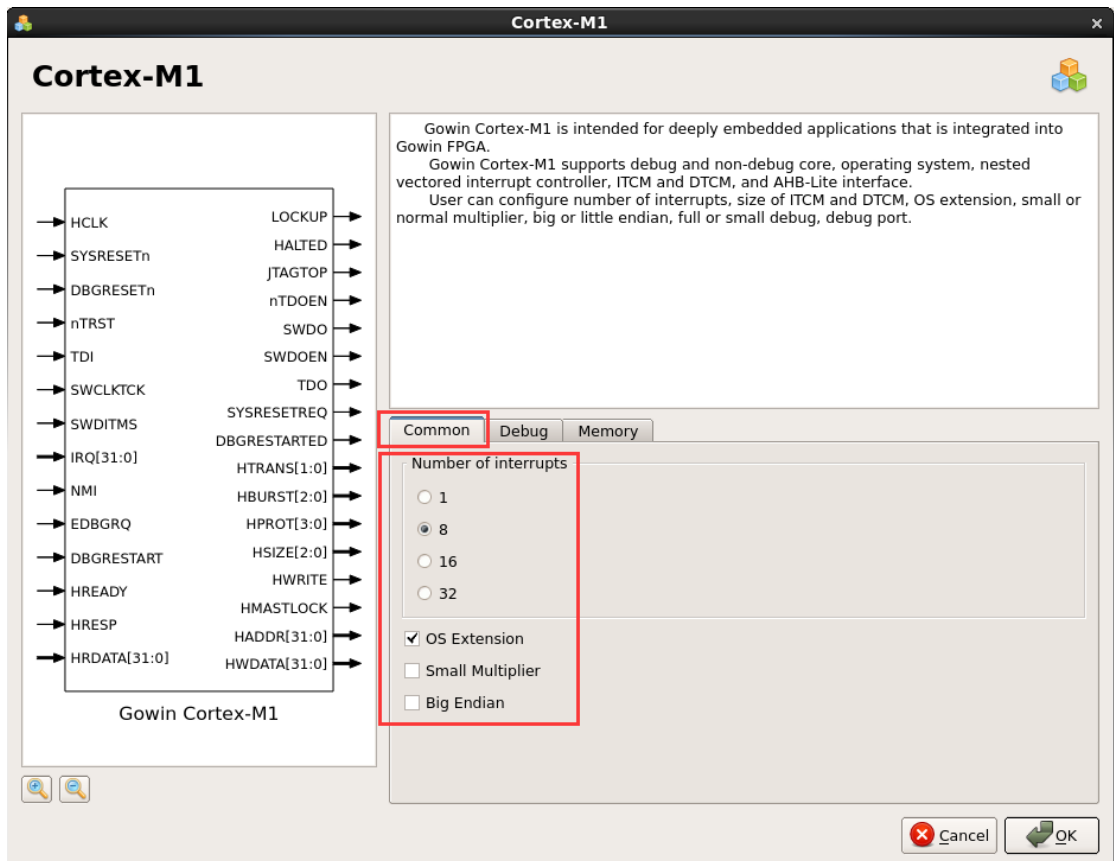 Cortex-M1
Cortex-M1
HCLK
SYSRESETn
DBGRESETn
nTRST
TDI
SWCLKTCK
SWDITMS
IRQ[31:0]
NMI
EDBGRQ
DBGRESTART
HREADY
HRESP
HRDATA[31:0]
LOCKUP
HALTED
JTAGTOP
nTDOEN
SWDO
SWDOEN
TDO
SYSRESETREQ
DBGRESTARTED
HTRANS[1:0]
HBURST[2:0]
HPROT[3:0]
HSIZE[2:0]
HWRITE
HMASTLOCK
HADDR[31:0]
HWDATA[31:0]
Gowin Cortex-M1
Gowin Cortex-M1 is intended for deeply embedded applications that is integrated into
Gowin FPGA.
Gowin Cortex-M1 supports debug and non-debug core, operating system, nested
vectored interrupt controller, ITCM and DTCM, and AHB-Lite interface.
User can configure number of interrupts, size of ITCM and DTCM, OS extension, small or
normal multiplier, big or little endian, full or small debug, debug port.
Common Debug Memory
Number of interrupts
1
8
16
32
OS Extension
Small Multiplier
Big Endian
Cancel OK